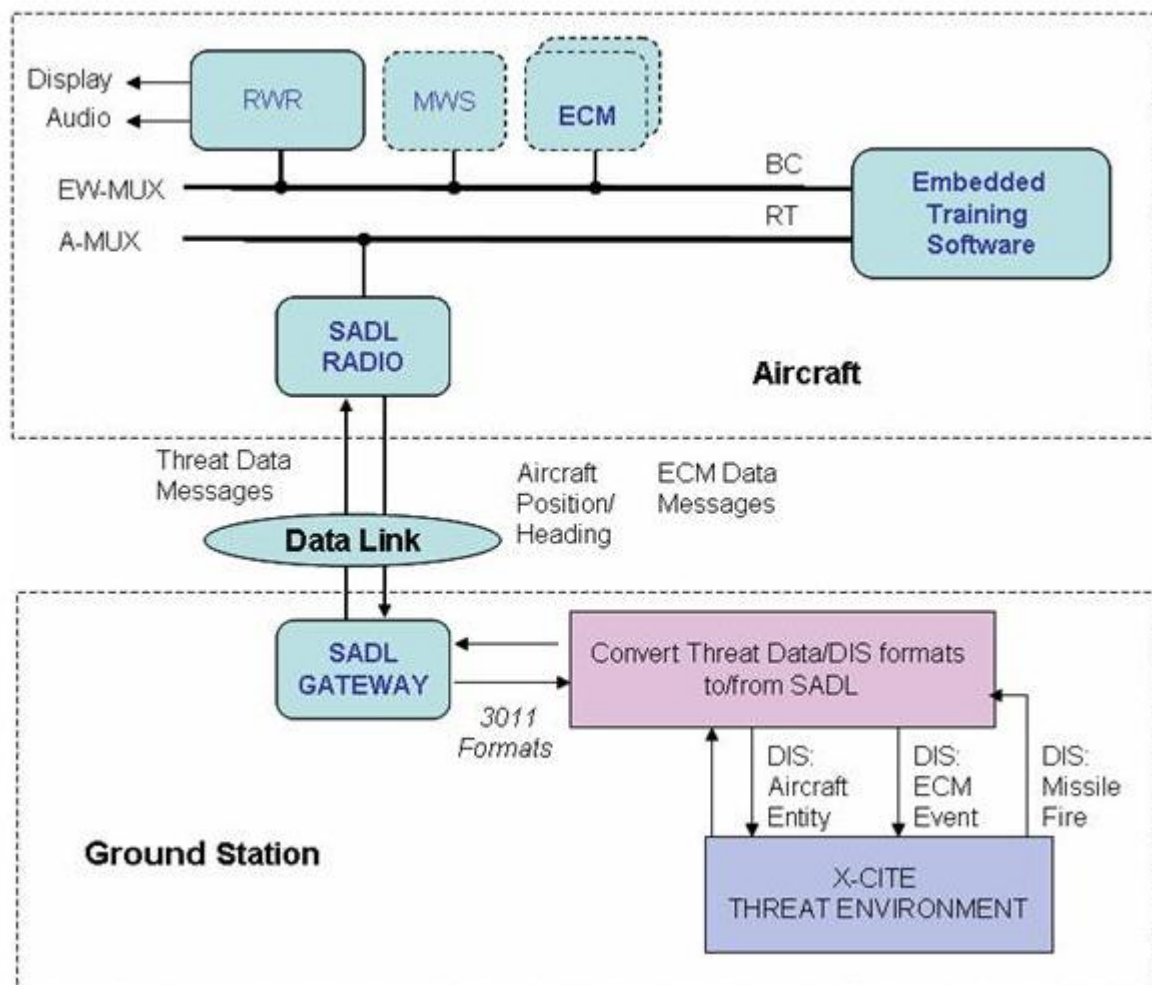 Display
Audio
RWR
MWS
ECM
EW-MUX
BC
A-MUX
RT
Embedded
Training
Software
SADL
RADIO
Aircraft
Threat Data
Messages
Aircraft
Position/
Heading
ECM Data
Messages
Data Link
SADL
GATEWAY
3011
Formats
Convert Threat Data/DIS formats
to/from SADL
DIS:
Aircraft
Entity
DIS:
ECM
Event
DIS:
Missile
Fire
Ground Station
X-CITE
THREAT ENVIRONMENT